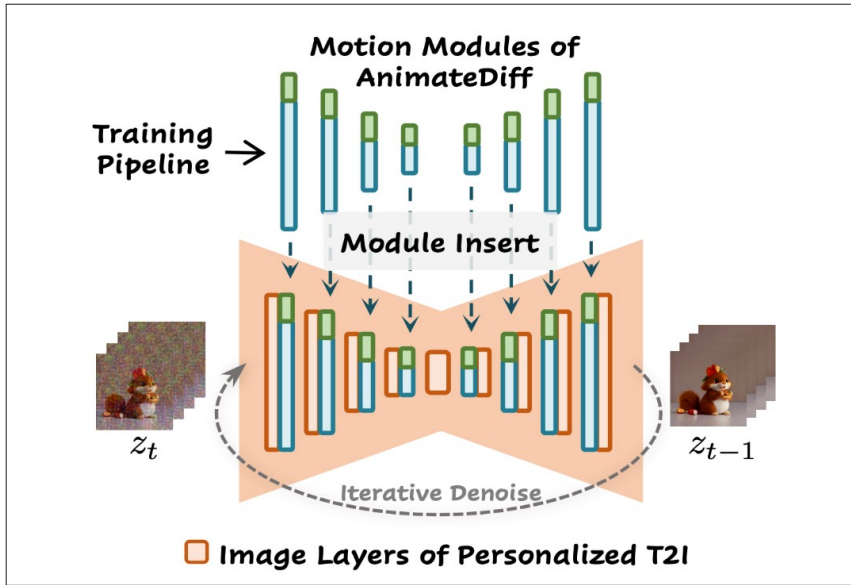 Motion Modules of
AnimateDiff
Training
Pipeline
Module Insert
z_t
z_{t-1}
Iterative Denoise
Image Layers of Personalized T2I